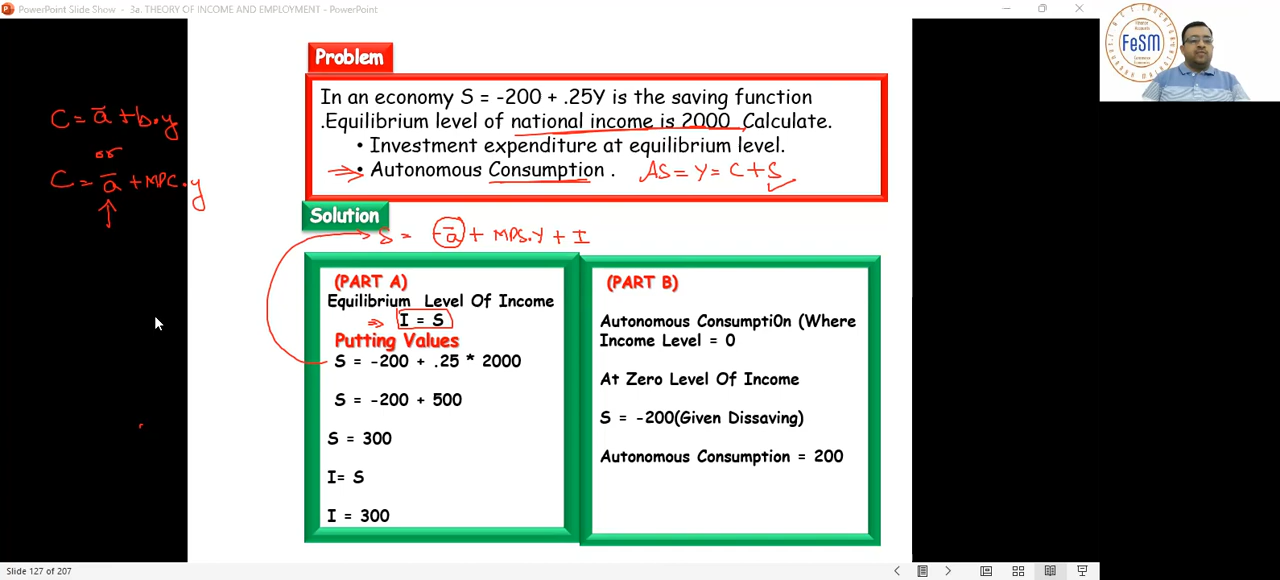 PowerPoint Slide Show - 3a. THEORY OF INCOME AND EMPLOYMENT - PowerPoint
FeSM
Problem
In an economy S = -200 + .25Y is the saving function
.Equilibrium level of national income is 2000 Calculate.
• Investment expenditure at equilibrium level.
• Autonomous Consumption . AS = Y = C + S
C = a̅ + b.y
or
C = a̅ + MPC.y
Solution
S = -a̅ + MPS.Y + I
(PART A)
Equilibrium Level Of Income
⇒ I = S
Putting Values
S = -200 + .25 * 2000
S = -200 + 500
S = 300
I= S
I = 300
(PART B)
Autonomous Consumpti0n (Where
Income Level = 0
At Zero Level Of Income
S = -200(Given Dissaving)
Autonomous Consumption = 200
Slide 127 of 207